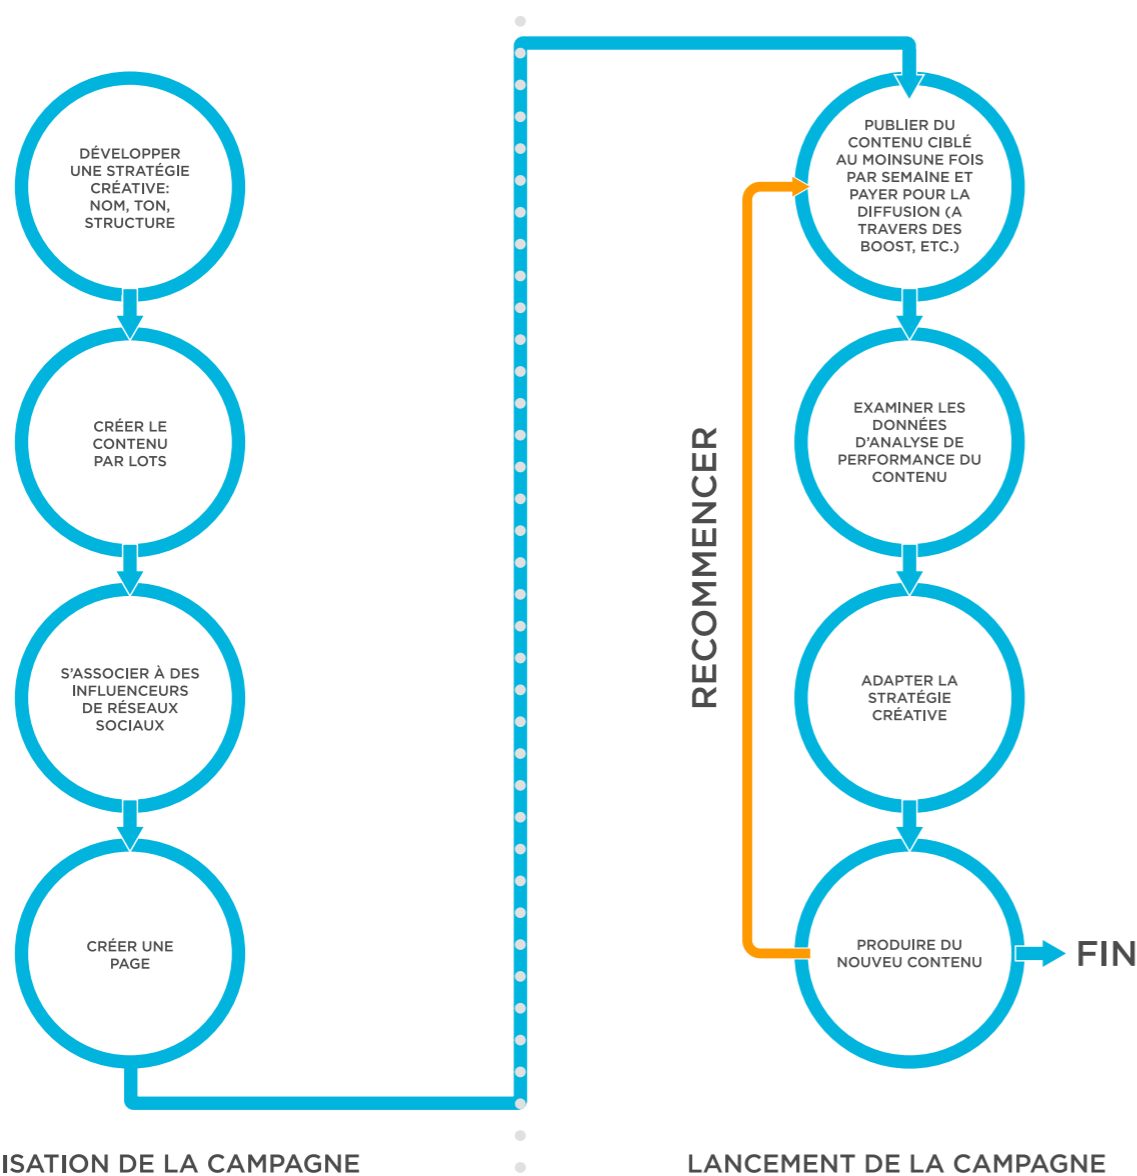 DÉVELOPPER
UNE STRATÉGIE
CRÉATIVE:
NOM, TON,
STRUCTURE
CRÉER LE
CONTENU
PAR LOTS
S'ASSOCIER À DES
INFLUENCEURS
DE RÉSEAUX
SOCIAUX
CRÉER UNE
PAGE
ISATION DE LA CAMPAGNE
PUBLIER DU
CONTENU CIBLÉ
AU MOINSUNE FOIS
PAR SEMAINE ET
PAYER POUR LA
DIFFUSION (A
TRAVERS DES
BOOST, ETC.)
EXAMINER LES
DONNÉES
D'ANALYSE DE
PERFORMANCE DU
CONTENU
ADAPTER LA
STRATÉGIE
CRÉATIVE
PRODUIRE DU
NOUVEU CONTENU
RECOMMENCER
FIN
LANCEMENT DE LA CAMPAGNE